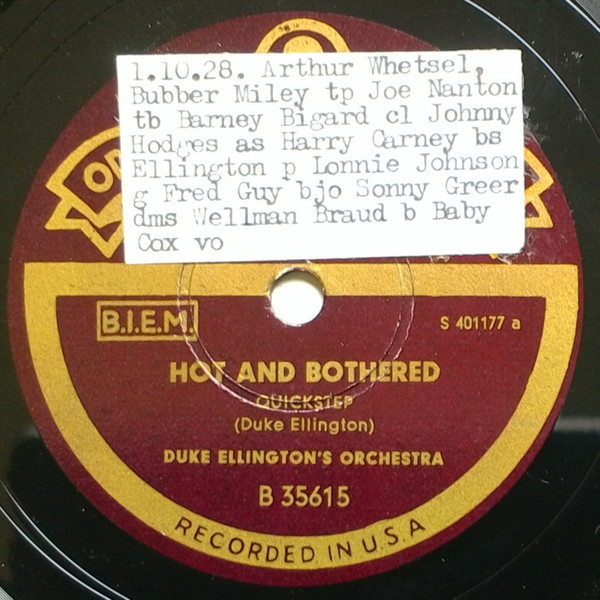 1.10.28. Arthur Whetsel,
Bubber Miley tp Joe Nanton
tb Barney Bigard cl Johnny
Hodges as Harry Carney bs
Ellington p Lonnie Johnson
g Fred Guy bjo Sonny Greer
dms Wellman Braud b Baby
Cox vo
B.I.E.M.
S 401177 a
HOT AND BOTHERED
QUICKSTEP
(Duke Ellington)
DUKE ELLINGTON'S ORCHESTRA
B 35615
RECORDED IN U.S.A